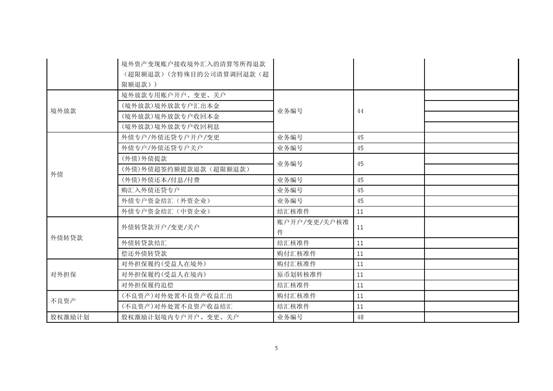 境外资产变现账户接收境外汇入的清算等所得退款
（超限额退款）(含特殊目的公司清算调回退款（超
限额退款））
境外放款
境外放款专用账户开户、变更、关户
业务编号
44
(境外放款)境外放款专户汇出本金
(境外放款)境外放款专户收回本金
(境外放款)境外放款专户收回利息
外债
外债专户/外债还贷专户开户/变更
业务编号
45
外债专户/外债还贷专户关户
业务编号
45
(外债)外债提款
业务编号
45
(外债)外债超签约额提款退款（超限额退款）
(外债)外债还本/付息/付费
业务编号
45
购汇入外债还贷专户
业务编号
45
外债专户资金结汇（外资企业）
业务编号
45
外债专户资金结汇（中资企业）
结汇核准件
11
外债转贷款
外债转贷款开户/变更/关户
账户开户/变更/关户核准
件
11
外债转贷款结汇
结汇核准件
11
偿还外债转贷款
购付汇核准件
11
对外担保
对外担保履约(受益人在境外)
购付汇核准件
11
对外担保履约(受益人在境内)
原币划转核准件
11
对外担保履约追偿
结汇核准件
11
不良资产
(不良资产)对外处置不良资产收益汇出
购付汇核准件
11
(不良资产)对外处置不良资产收益结汇
结汇核准件
11
股权激励计划
股权激励计划境内专户开户、变更、关户
业务编号
48
5